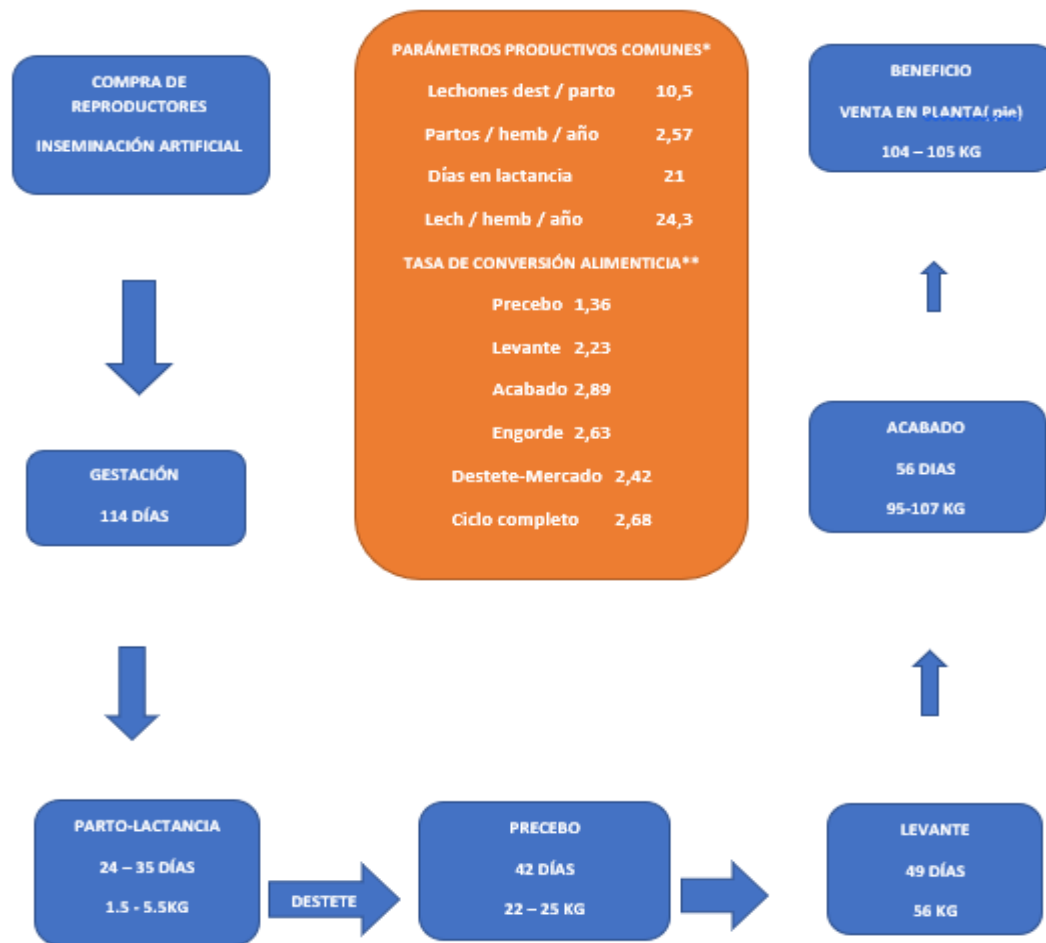 COMPRA DE
REPRODUCTORES
INSEMINACIÓN ARTIFICIAL
GESTACIÓN
114 DÍAS
PARTO-LACTANCIA
24 – 35 DÍAS
1.5 - 5.5KG
DESTETE
PRECEBO
42 DÍAS
22 – 25 KG
LEVANTE
49 DÍAS
56 KG
ACABADO
56 DIAS
95-107 KG
BENEFICIO
VENTA EN PLANTA( pie)
104 – 105 KG
PARÁMETROS PRODUCTIVOS COMUNES*
Lechones dest / parto 10,5
Partos / hemb / año 2,57
Días en lactancia 21
Lech / hemb / año 24,3
TASA DE CONVERSIÓN ALIMENTICIA**
Precebo 1,36
Levante 2,23
Acabado 2,89
Engorde 2,63
Destete-Mercado 2,42
Ciclo completo 2,68